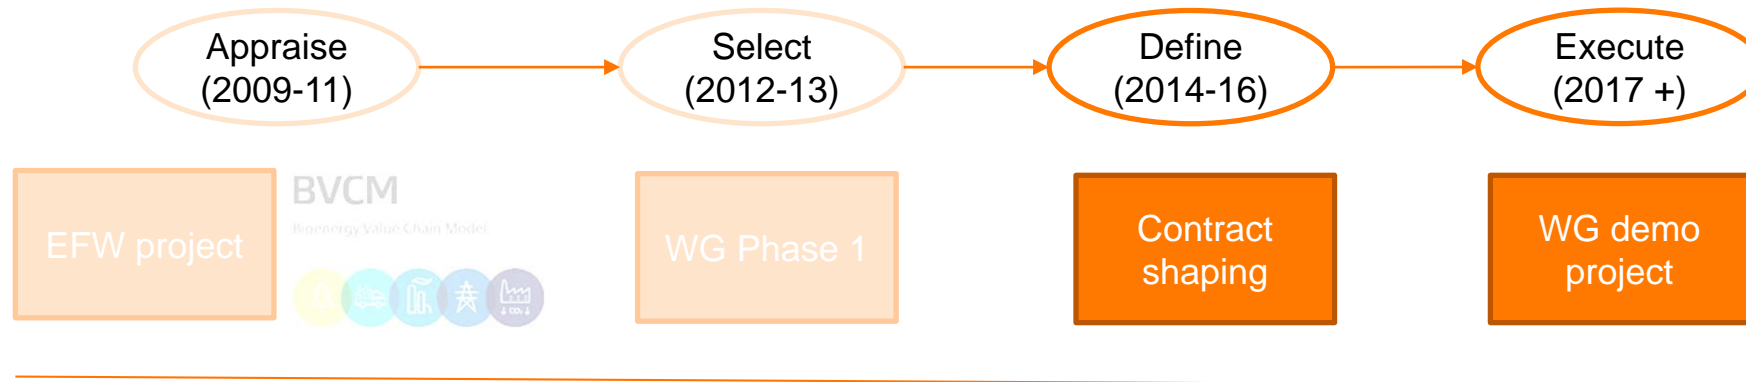 Appraise
(2009-11)
Select
(2012-13)
Define
(2014-16)
Execute
(2017 +)
EFW project
BVCM
Bioenergy Value Chain Model
WG Phase 1
Contract
shaping
WG demo
project